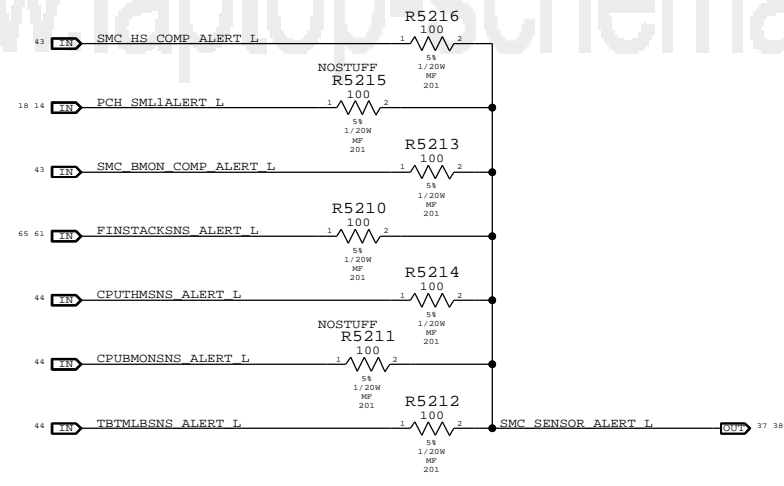 w.laptop-schema
R5216
43 IN SMC_HS_COMP_ALERT_L 1 100 2
5%
1/20W
MF
201
NOSTUFF
R5215
18 14 IN PCH_SML1ALERT_L 1 100 2
5%
1/20W
MF
201
R5213
43 IN SMC_BMON_COMP_ALERT_L 1 100 2
5%
1/20W
MF
201
R5210
65 61 IN FINSTACKSNS_ALERT_L 1 100 2
5%
1/20W
MF
201
R5214
44 IN CPUTHMSNS_ALERT_L 1 100 2
5%
1/20W
MF
201
NOSTUFF
R5211
44 IN CPUBMONSNS_ALERT_L 1 100 2
5%
1/20W
MF
201
R5212
44 IN TBTMLBSNS_ALERT_L 1 100 2 SMC_SENSOR_ALERT_L OUT 37 38
5%
1/20W
MF
201